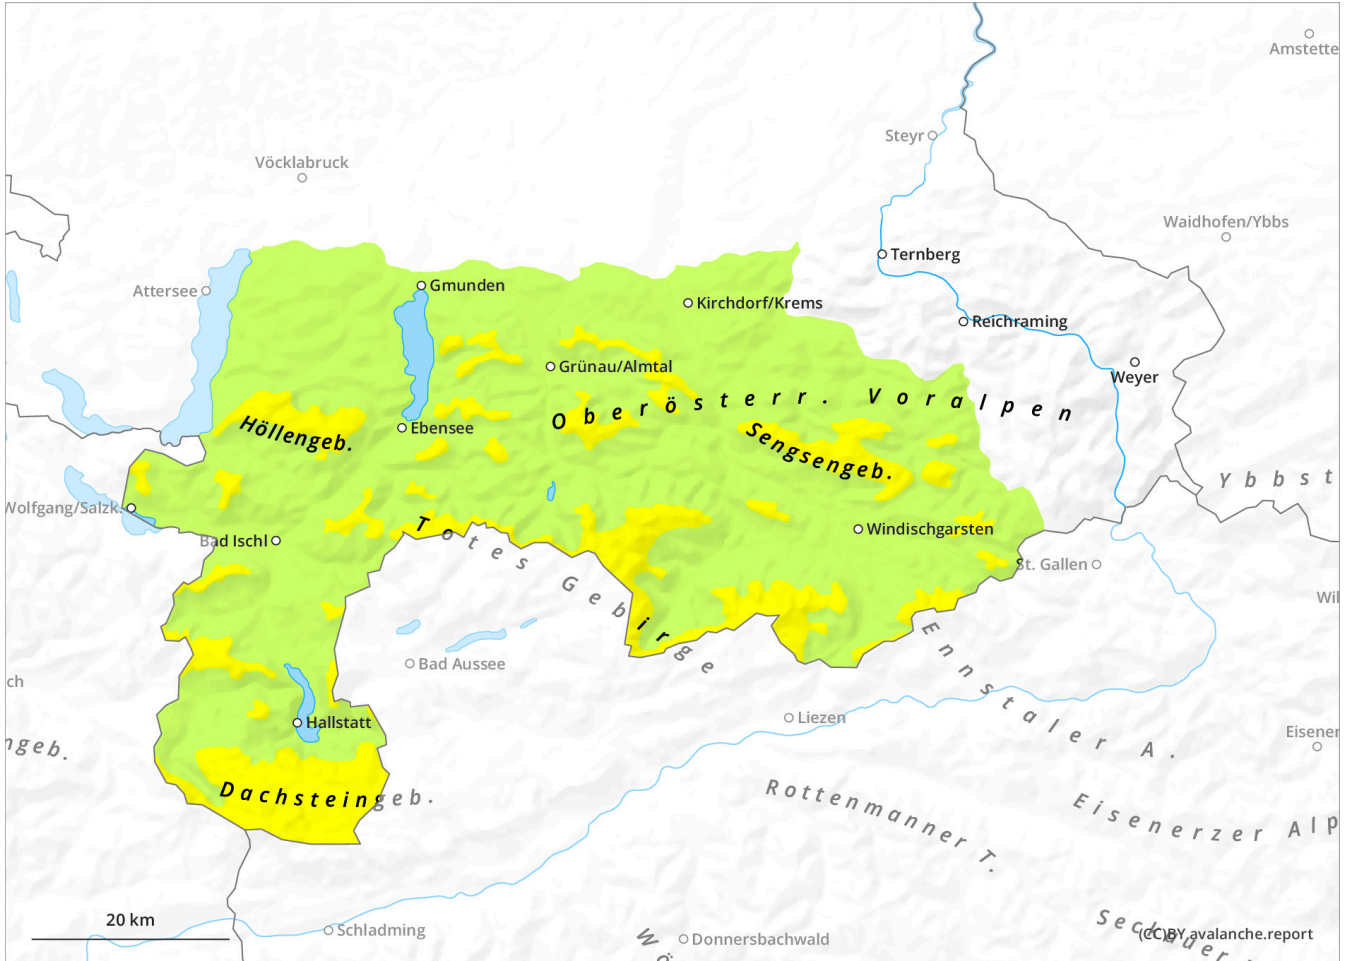 Amstette
Steyr
Vöcklabruck
Waidhofen/Ybbs
Ternberg
Attersee
Gmunden
Kirchdorf/Krems
Reichraming
Grünau/Almtal
Weyer
Oberösterr. Voralpen
Höllengeb.
Ebensee
Sengsengeb.
Ybbst
Wolfgang/Salzk.
Totes Gebirge
Windischgarsten
Bad Ischl
St. Gallen
Wil
Ennstaler A.
Bad Aussee
ch
Hallstatt
Liezen
Eisener
ngeb.
Dachsteingeb.
Rottenmanner T.
Eisenerzer Alp
20 km
Schladming
Donnersbachwald
Wö
Seckauer
(CC)BY avalanche.report